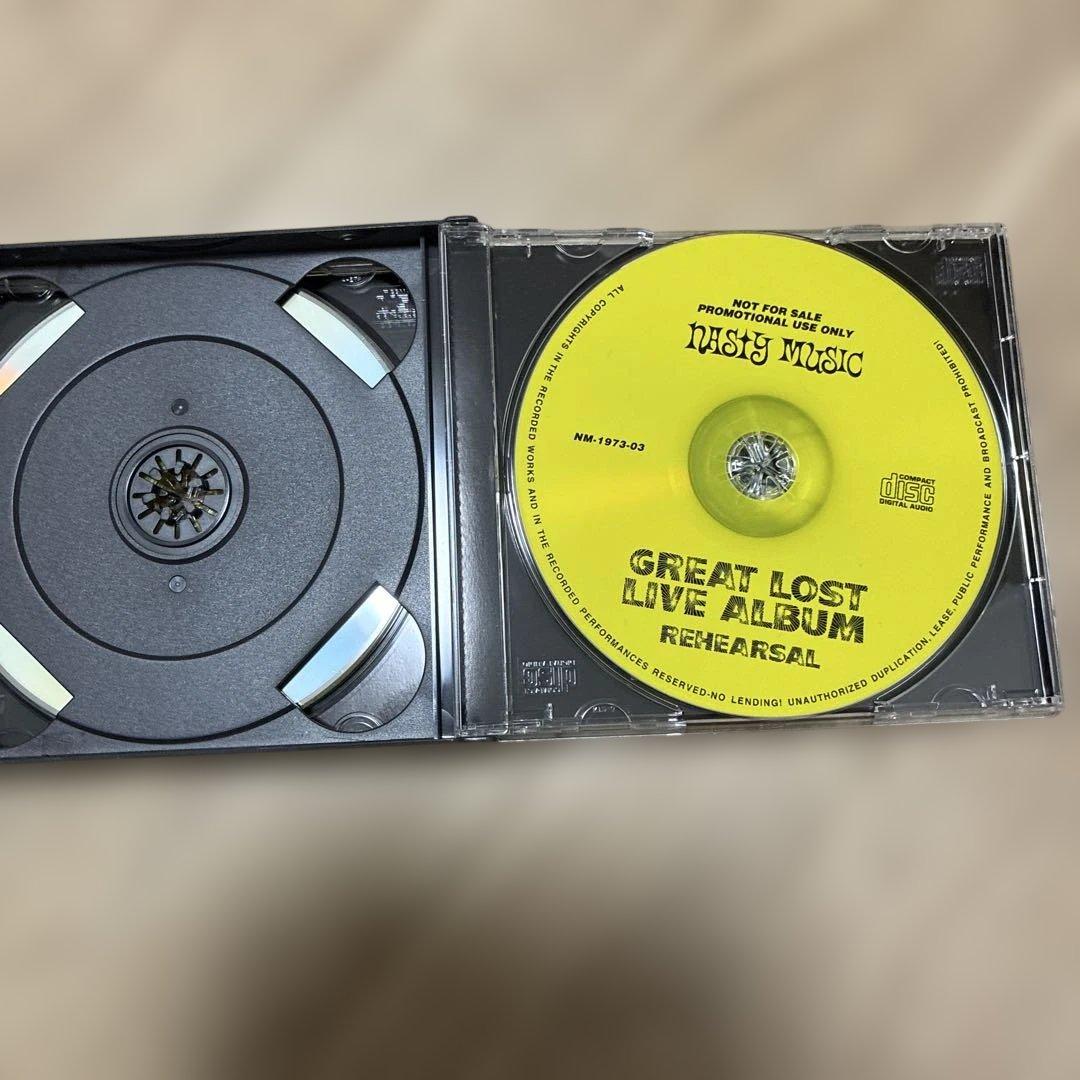 NOT FOR SALE
PROMOTIONAL USE ONLY
NASTY MUSIC
NM-1973-03
COMPACT
disc
DIGITAL AUDIO
GREAT LOST
LIVE ALBUM
REHEARSAL
ALL COPYRIGHTS IN THE RECORDED WORKS AND IN THE RECORDED PERFORMANCES RESERVED-NO LENDING! UNAUTHORIZED DUPLICATION, LEASE, PUBLIC PERFORMANCE AND BROADCAST PROHIBITED!